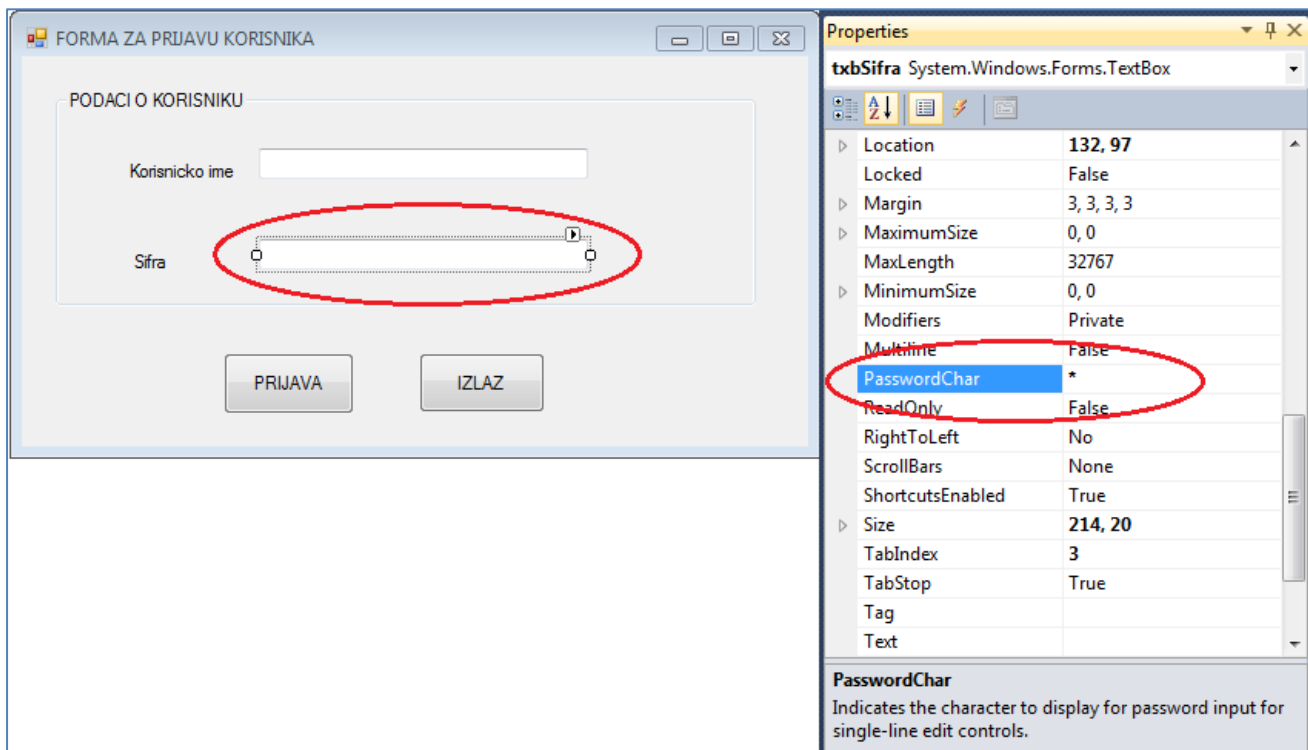 FORMA ZA PRIJAVU KORISNIKA
PODACI O KORISNIKU
Korisnicko ime
Sifra
PRIJAVA IZLAZ
Properties
txbSifra System.Windows.Forms.TextBox
Location 132, 97
Locked False
Margin 3, 3, 3, 3
MaximumSize 0, 0
MaxLength 32767
MinimumSize 0, 0
Modifiers Private
Multiline False
PasswordChar *
ReadOnly False
RightToLeft No
ScrollBars None
ShortcutsEnabled True
Size 214, 20
TabIndex 3
TabStop True
Tag
Text
PasswordChar
Indicates the character to display for password input for
single-line edit controls.